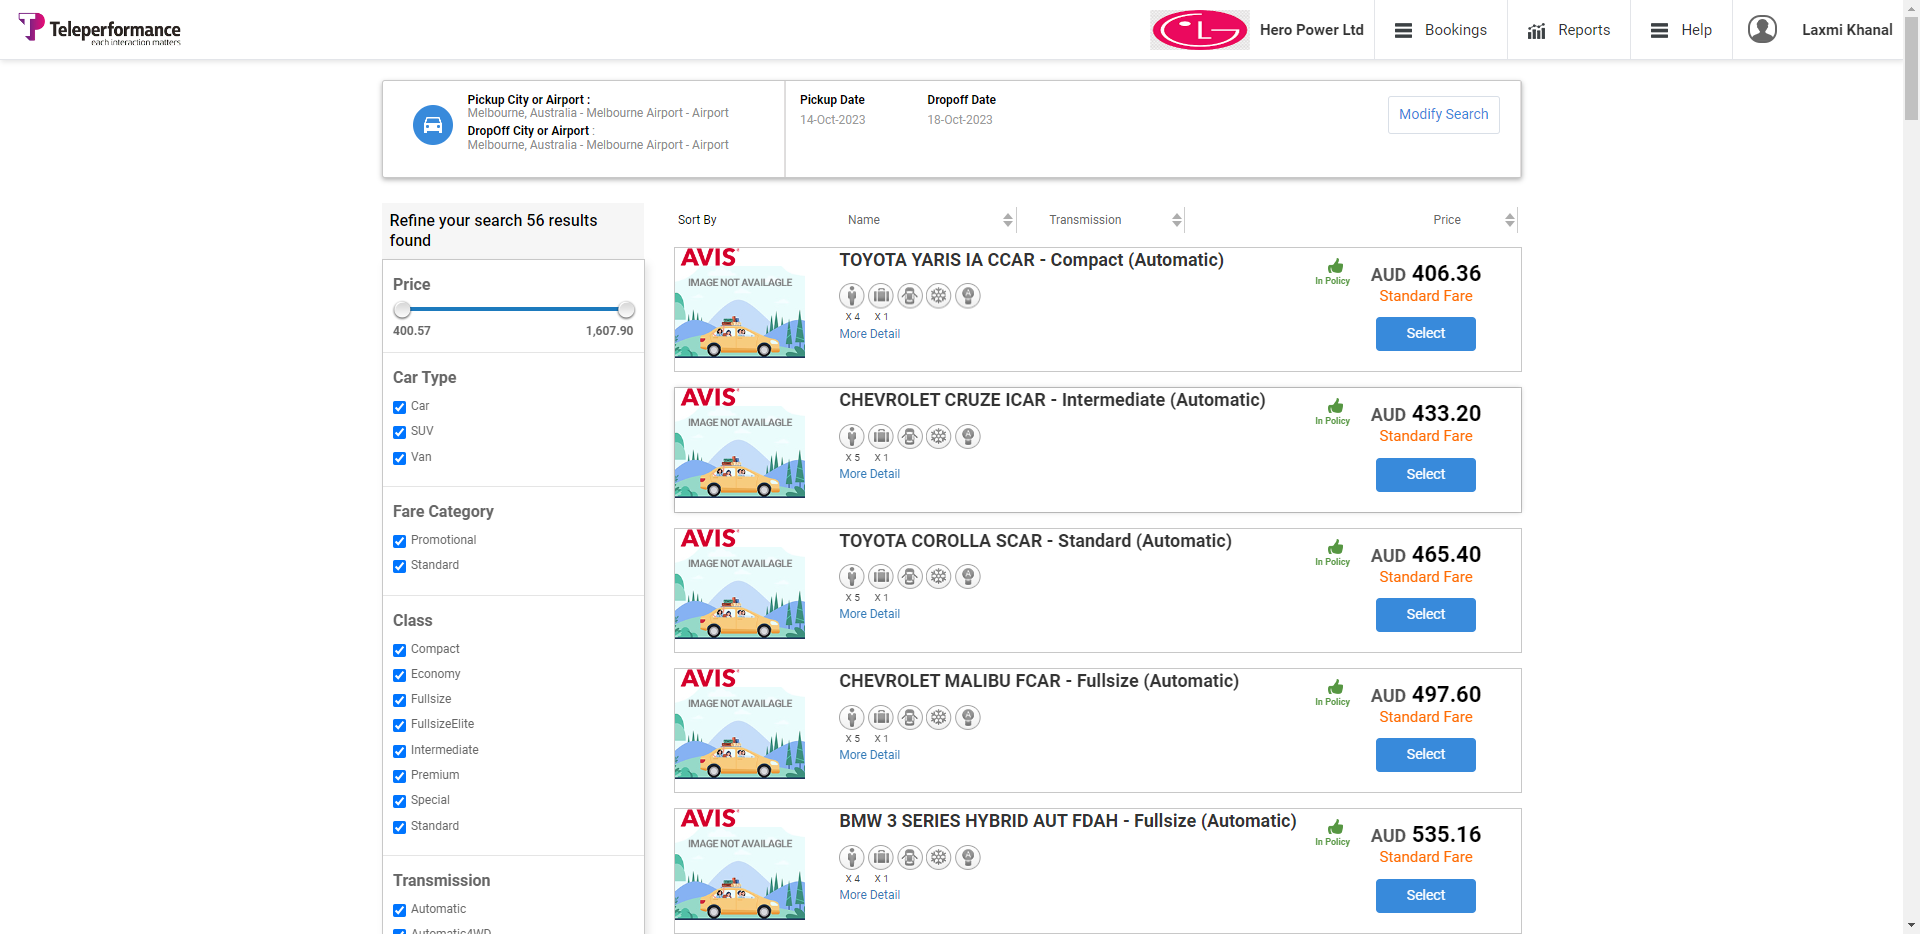 Teleperformance
each interaction matters
Hero Power Ltd
Bookings
Reports
Help
Laxmi Khanal
Pickup City or Airport :
Melbourne, Australia - Melbourne Airport - Airport
DropOff City or Airport :
Melbourne, Australia - Melbourne Airport - Airport
Pickup Date
14-Oct-2023
Dropoff Date
18-Oct-2023
Modify Search
Refine your search 56 results
found
Price
400.57 1,607.90
Car Type
Car
SUV
Van
Fare Category
Promotional
Standard
Class
Compact
Economy
Fullsize
FullsizeElite
Intermediate
Premium
Special
Standard
Transmission
Automatic
Automatic4WD
Sort By Name Transmission Price
AVIS
IMAGE NOT AVAILAGLE
TOYOTA YARIS IA CCAR - Compact (Automatic)
X 4 X 1
More Detail
In Policy
AUD 406.36
Standard Fare
Select
AVIS
IMAGE NOT AVAILAGLE
CHEVROLET CRUZE ICAR - Intermediate (Automatic)
X 5 X 1
More Detail
In Policy
AUD 433.20
Standard Fare
Select
AVIS
IMAGE NOT AVAILAGLE
TOYOTA COROLLA SCAR - Standard (Automatic)
X 5 X 1
More Detail
In Policy
AUD 465.40
Standard Fare
Select
AVIS
IMAGE NOT AVAILAGLE
CHEVROLET MALIBU FCAR - Fullsize (Automatic)
X 5 X 1
More Detail
In Policy
AUD 497.60
Standard Fare
Select
AVIS
IMAGE NOT AVAILAGLE
BMW 3 SERIES HYBRID AUT FDAH - Fullsize (Automatic)
X 4 X 1
More Detail
In Policy
AUD 535.16
Standard Fare
Select